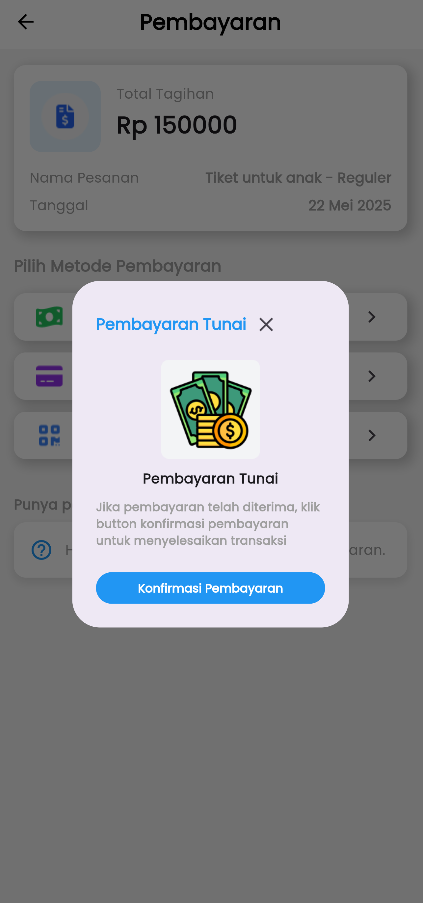 Pembayaran
Total Tagihan
Rp 150000
Nama Pesanan
Tiket untuk anak - Reguler
Tanggal
22 Mei 2025
Pilih Metode Pembayaran
Pembayaran Tunai
Pembayaran Tunai
Jika pembayaran telah diterima, klik
button konfirmasi pembayaran
untuk menyelesaikan transaksi
Konfirmasi Pembayaran
Punya